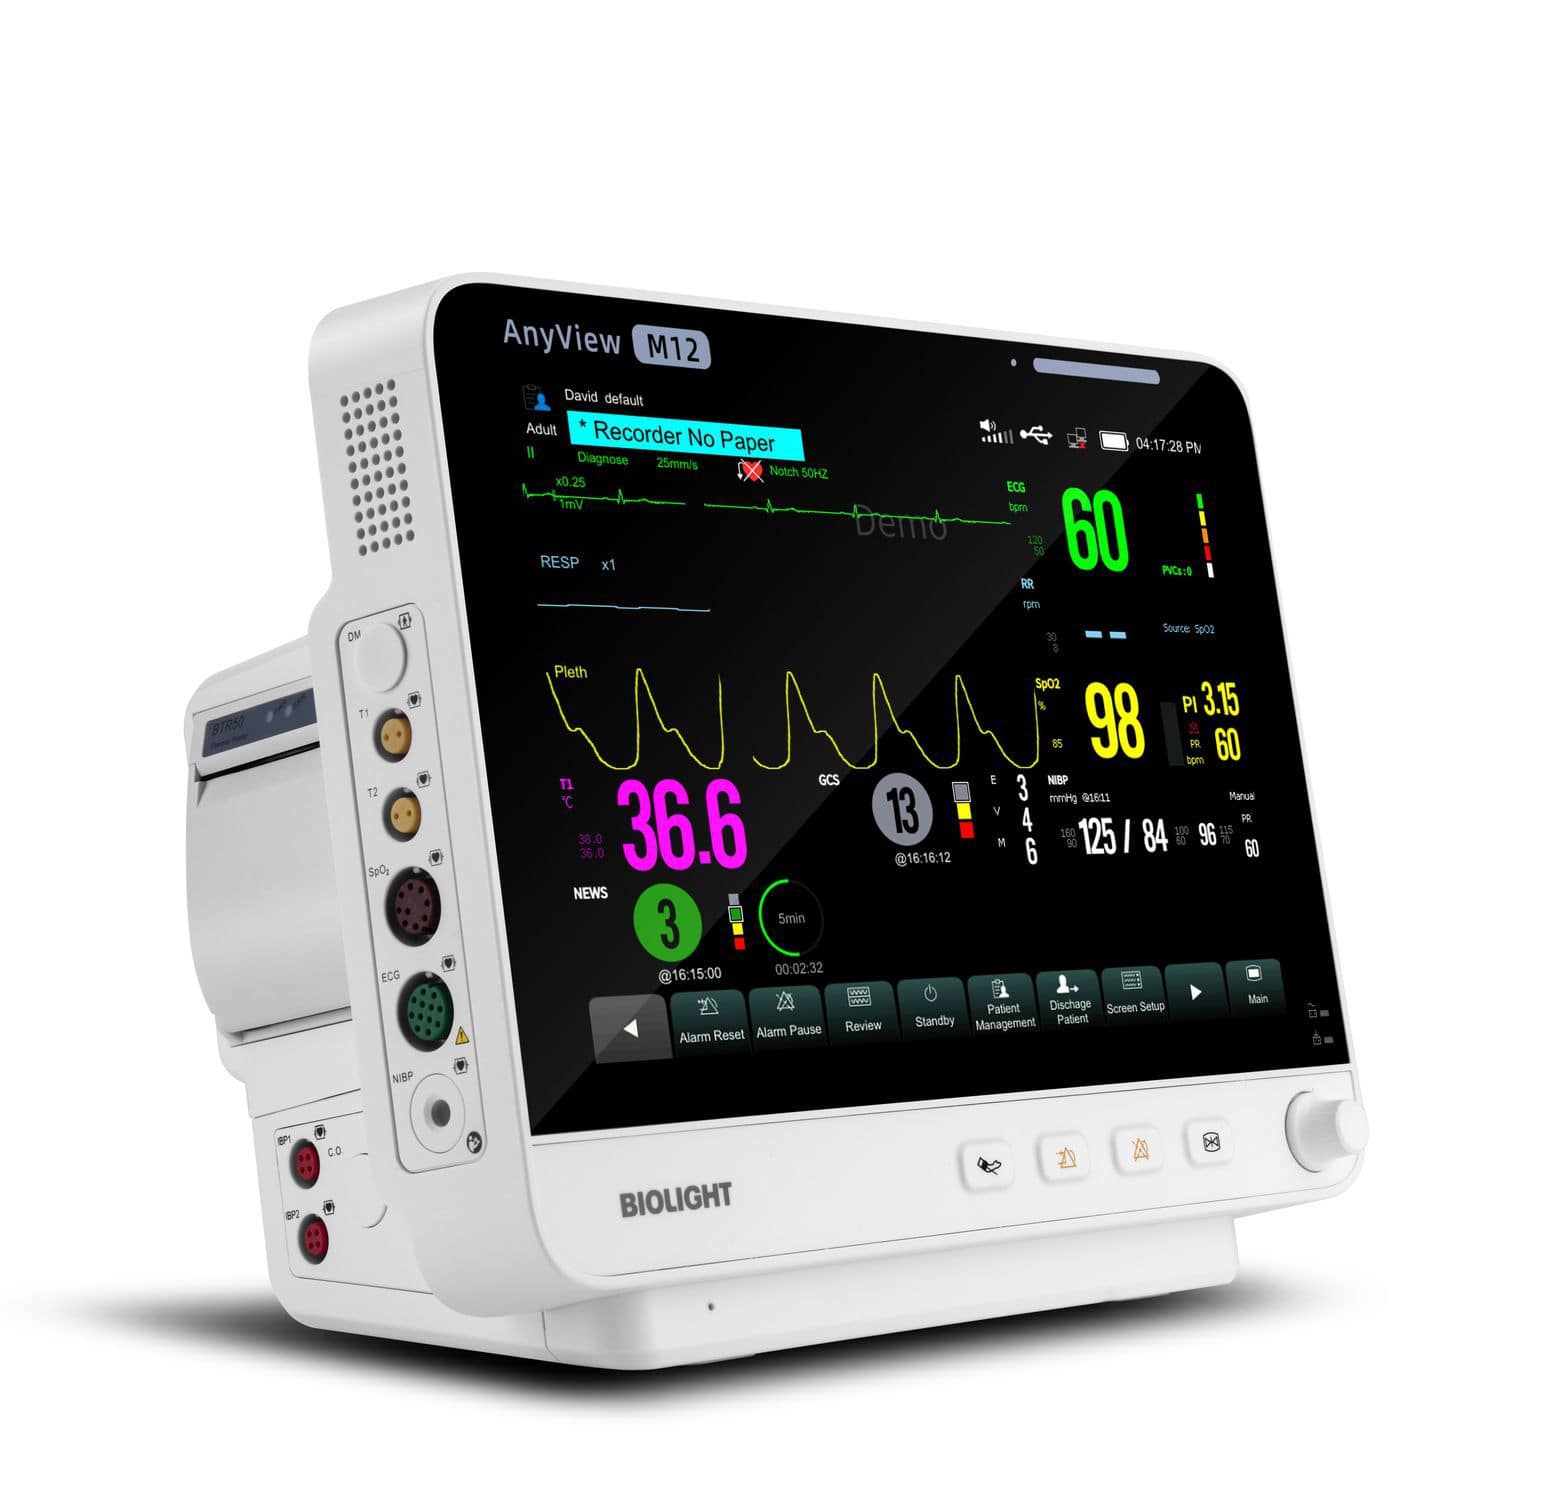 AnyView M12
David default
Adult * Recorder No Paper
04:17:28 PM
II Diagnose 25mm/s Notch 50HZ
x0.25
1mV
Demo
ECG
bpm
120
50
60
PVCs:0
RESP x1
RR
rpm
30
8
-- --
Source: SpO2
Pleth
SpO2
%
85
98
PI 3.15
PR
bpm
60
T1
°C
38.0
36.0
36.6
GCS
13
@16:16:12
E 3
V 4
M 6
NIBP
mmHg @16:11
Manual
160
90
125 / 84
100
60
96
115
70
PR
60
NEWS
3
@16:15:00
5min
00:02:32
Alarm Reset
Alarm Pause
Review
Standby
Patient
Management
Dischage
Patient
Screen Setup
Main
BIOLIGHT
DM
T1
T2
SpO₂
ECG
NIBP
BTR50
IBP1
C.O.
IBP2